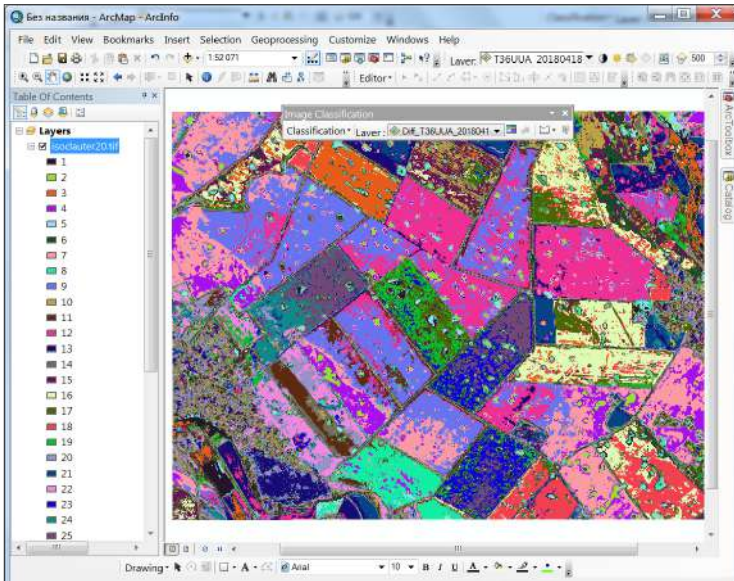 Без названия - ArcMap - ArcInfo
File Edit View Bookmarks Insert Selection Geoprocessing Customize Windows Help
1:52 071
Layer: T36UUA_20180418
500
Editor
Table Of Contents
Image Classification
Classification Layer: Diff_T36UUA_201804
ArcToolbox
Catalog
Layers
isoclauter20.tif
1
2
3
4
5
6
7
8
9
10
11
12
13
14
15
16
17
18
19
20
21
22
23
24
25
Drawing A Arial 10 B I U A